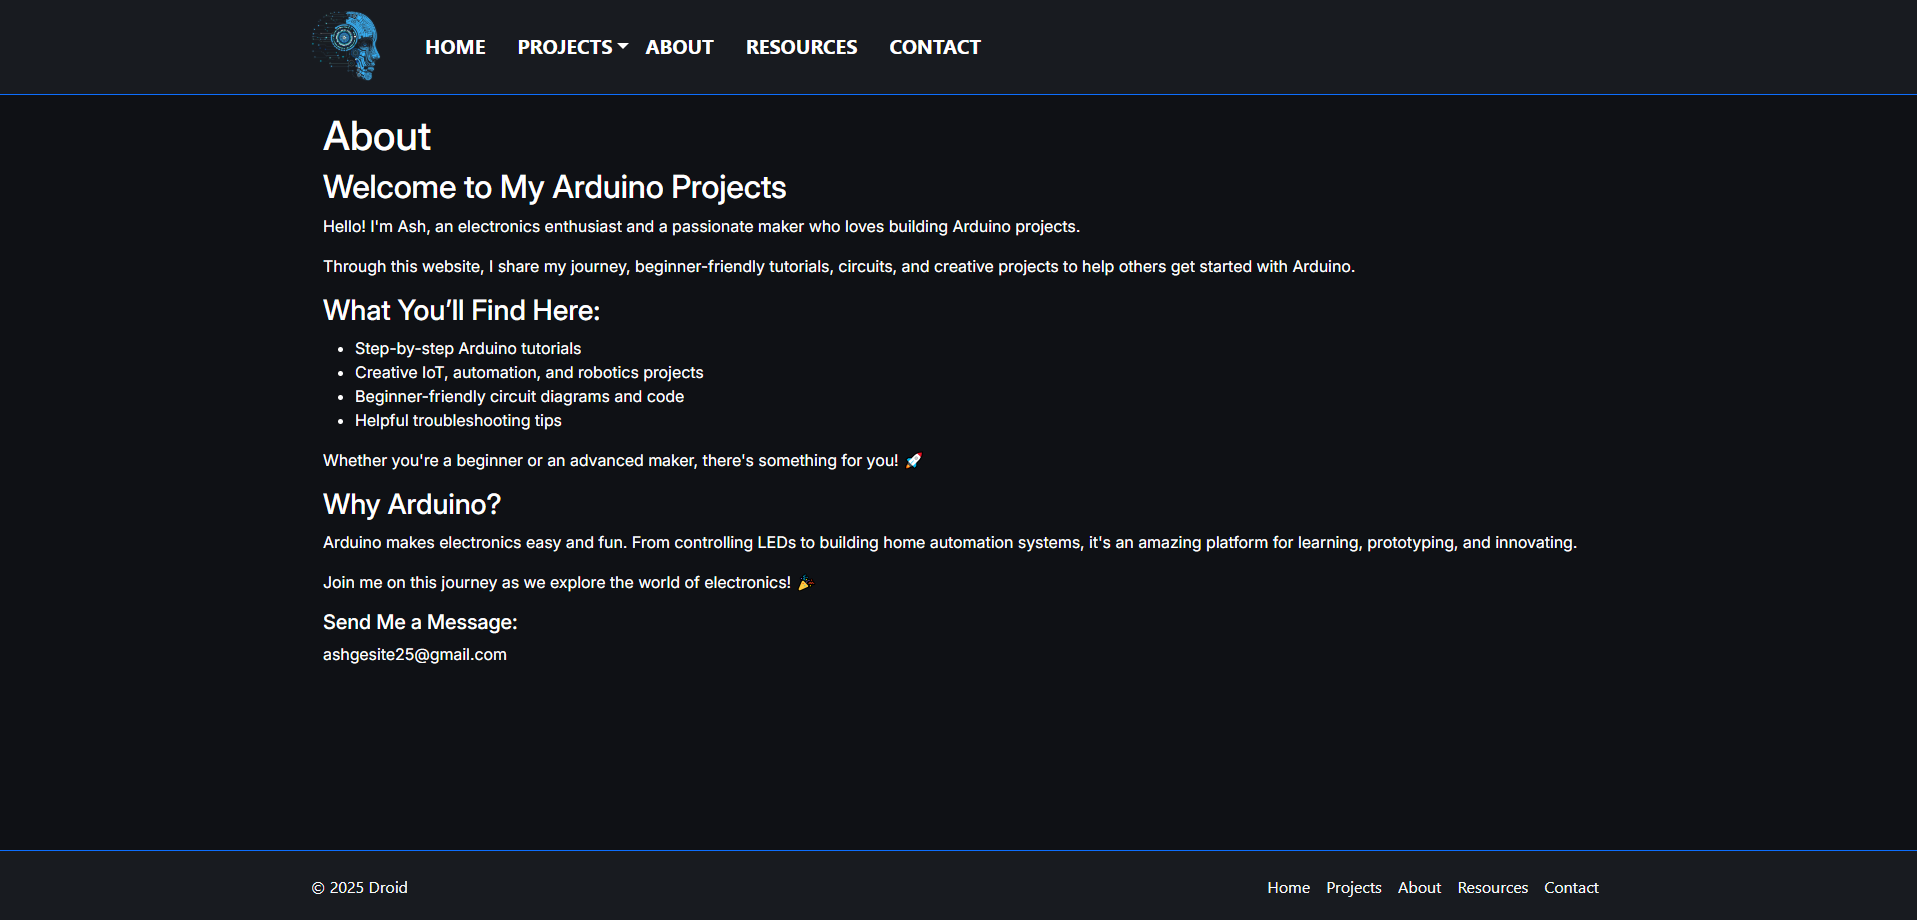 HOME PROJECTS ABOUT RESOURCES CONTACT
About
Welcome to My Arduino Projects
Hello! I'm Ash, an electronics enthusiast and a passionate maker who loves building Arduino projects.
Through this website, I share my journey, beginner-friendly tutorials, circuits, and creative projects to help others get started with Arduino.
What You’ll Find Here:
• Step-by-step Arduino tutorials
• Creative IoT, automation, and robotics projects
• Beginner-friendly circuit diagrams and code
• Helpful troubleshooting tips
Whether you're a beginner or an advanced maker, there's something for you! 🚀
Why Arduino?
Arduino makes electronics easy and fun. From controlling LEDs to building home automation systems, it's an amazing platform for learning, prototyping, and innovating.
Join me on this journey as we explore the world of electronics! 🎉
Send Me a Message:
ashgesite25@gmail.com
© 2025 Droid Home Projects About Resources Contact